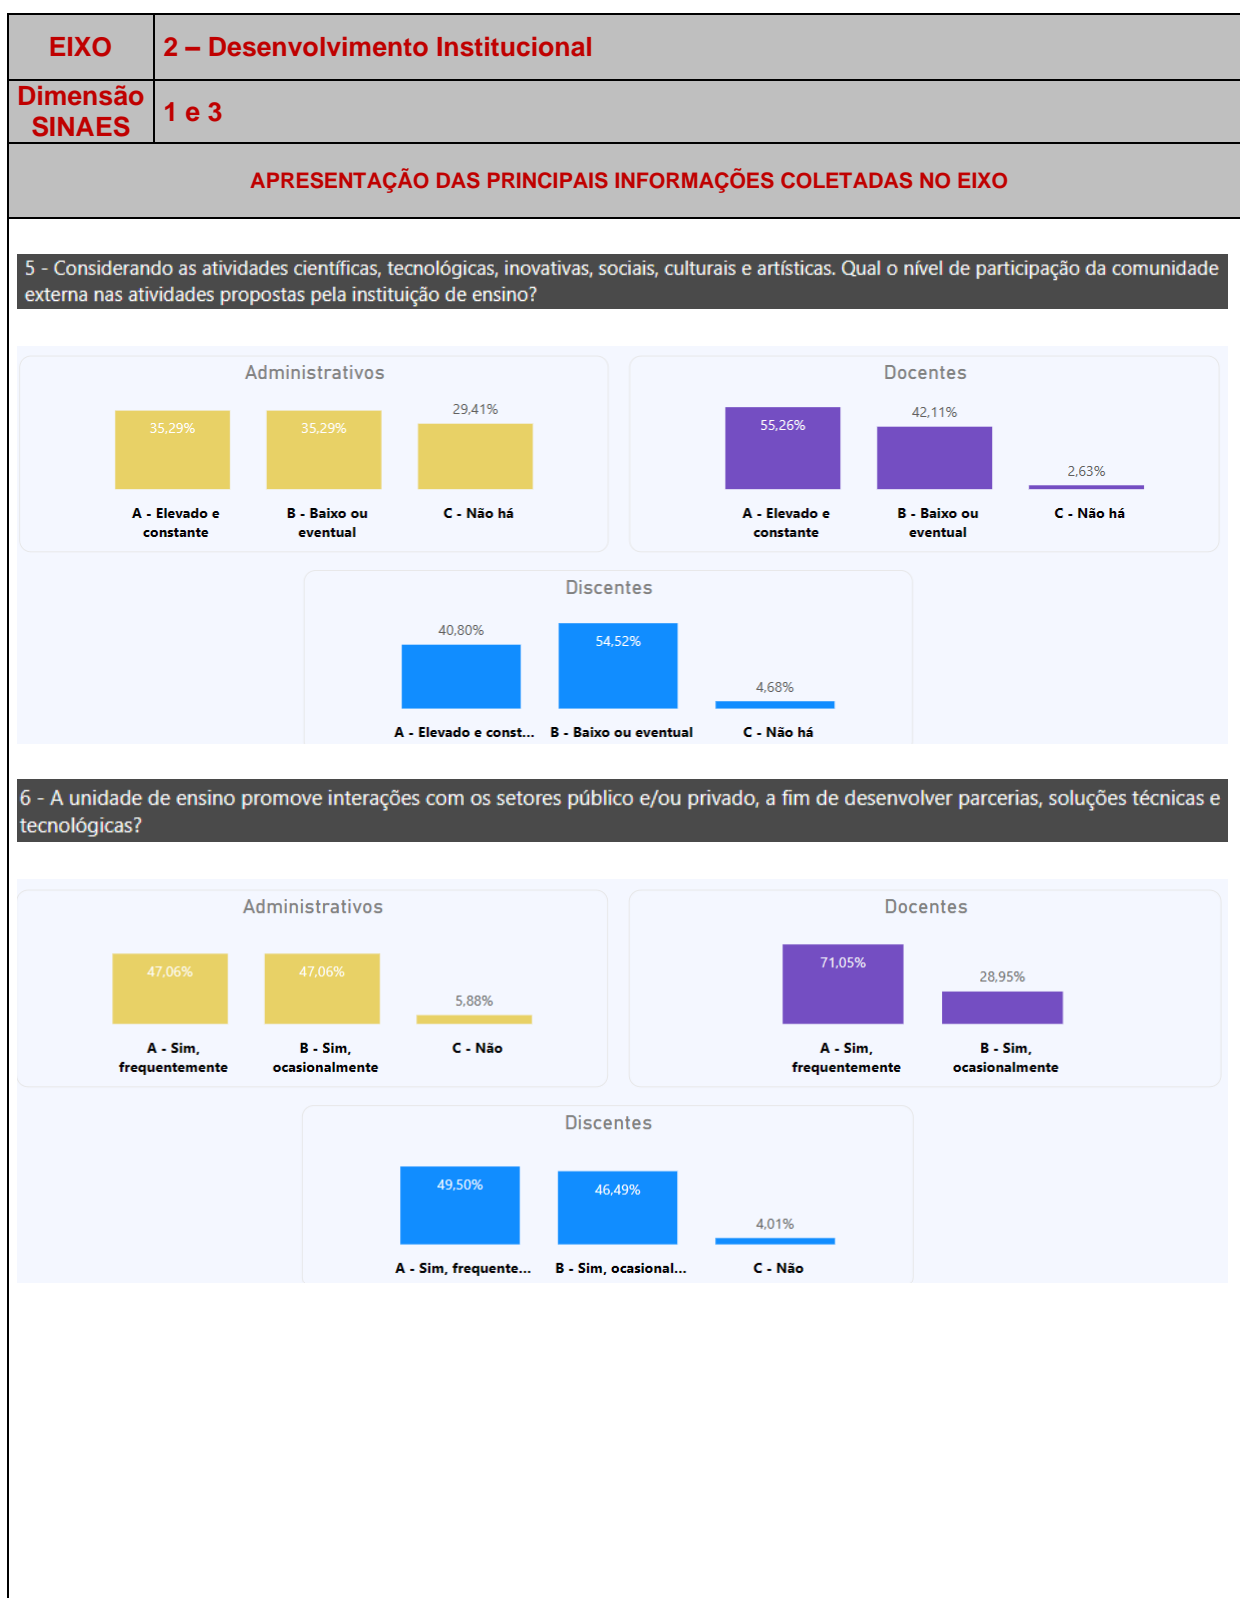 EIXO
2 – Desenvolvimento Institucional
Dimensão
SINAES
1 e 3
APRESENTAÇÃO DAS PRINCIPAIS INFORMAÇÕES COLETADAS NO EIXO
5 - Considerando as atividades científicas, tecnológicas, inovativas, sociais, culturais e artísticas. Qual o nível de participação da comunidade
externa nas atividades propostas pela instituição de ensino?
Administrativos
35,29%
35,29%
29,41%
A - Elevado e
constante
B - Baixo ou
eventual
C - Não há
Docentes
55,26%
42,11%
2,63%
A - Elevado e
constante
B - Baixo ou
eventual
C - Não há
Discentes
40,80%
54,52%
4,68%
A - Elevado e const...
B - Baixo ou eventual
C - Não há
6 - A unidade de ensino promove interações com os setores público e/ou privado, a fim de desenvolver parcerias, soluções técnicas e
tecnológicas?
Administrativos
47,06%
47,06%
5,88%
A - Sim,
frequentemente
B - Sim,
ocasionalmente
C - Não
Docentes
71,05%
28,95%
A - Sim,
frequentemente
B - Sim,
ocasionalmente
Discentes
49,50%
46,49%
4,01%
A - Sim, frequente...
B - Sim, ocasional...
C - Não